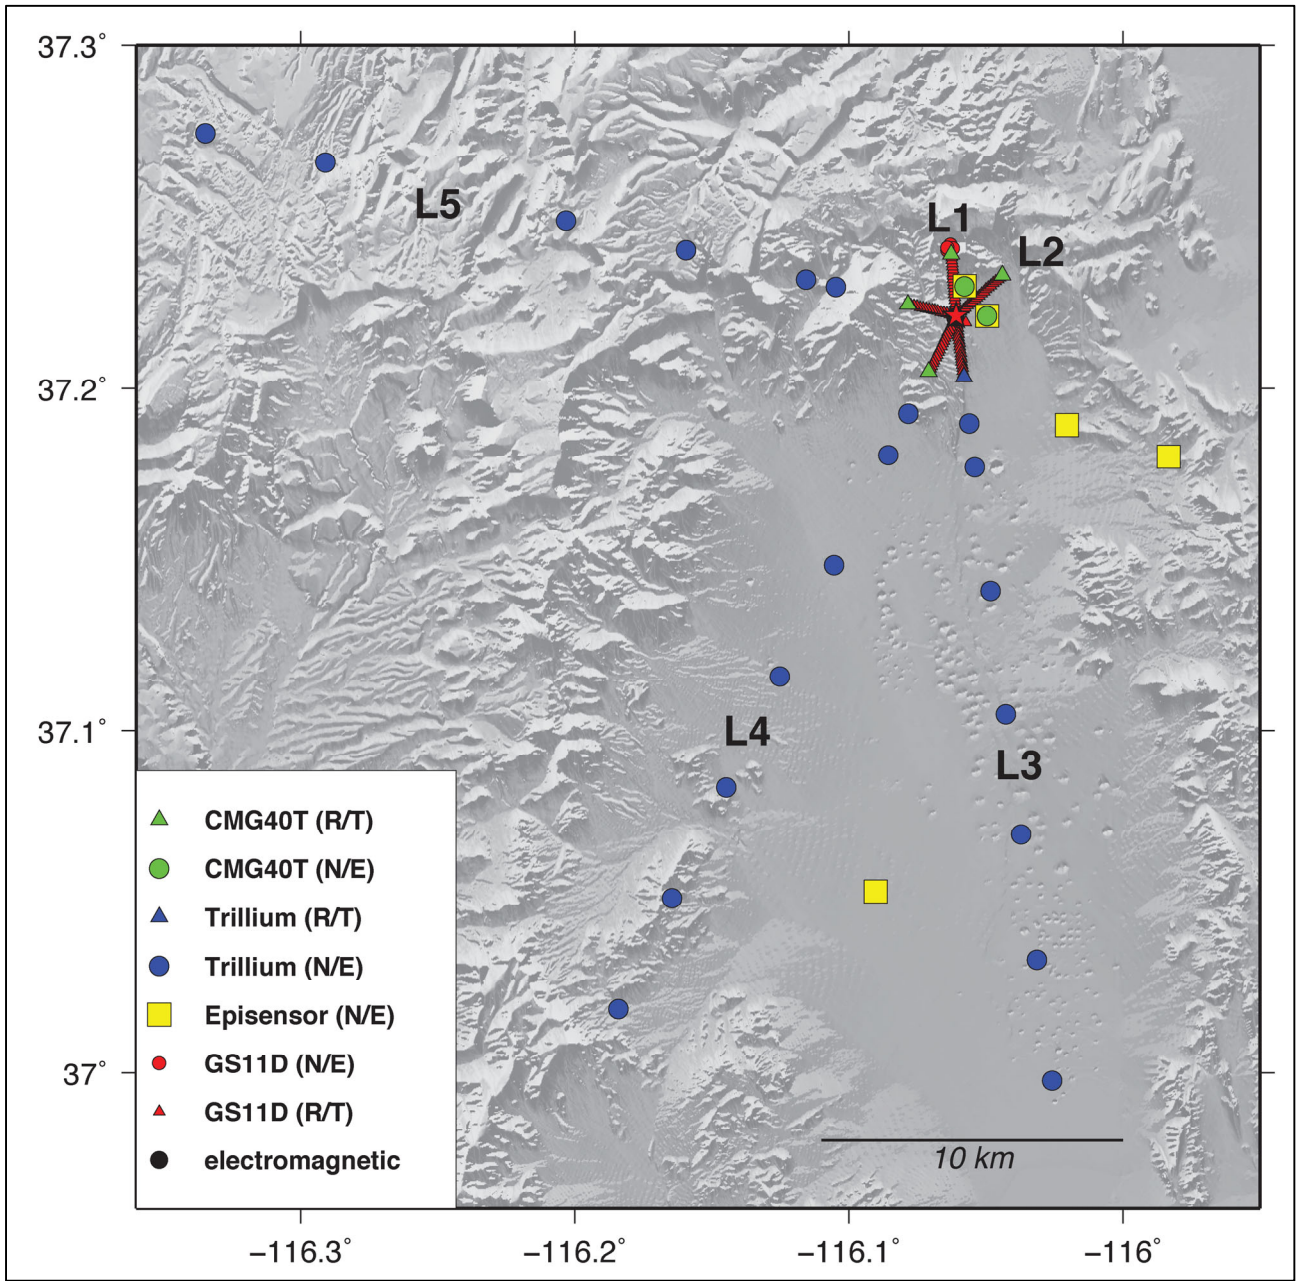 37.3°
L5
L1
L2
37.2°
37.1°
L4
L3
CMG40T (R/T)
CMG40T (N/E)
Trillium (R/T)
Trillium (N/E)
Episensor (N/E)
GS11D (N/E)
37°
GS11D (R/T)
electromagnetic
10 km
−116.3°
−116.2°
−116.1°
−116°